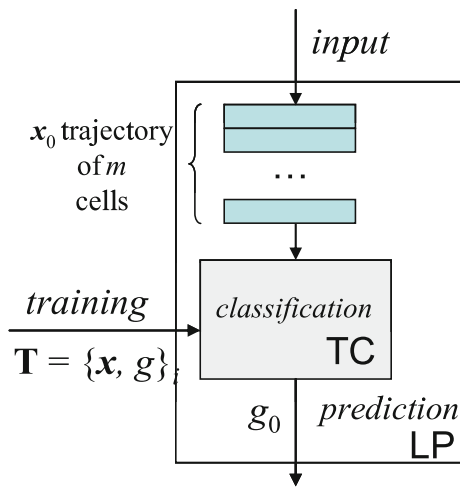 input
x₀ trajectory
of m
cells
...
training
classification
TC
T = {x, g}ᵢ
g₀
prediction
LP